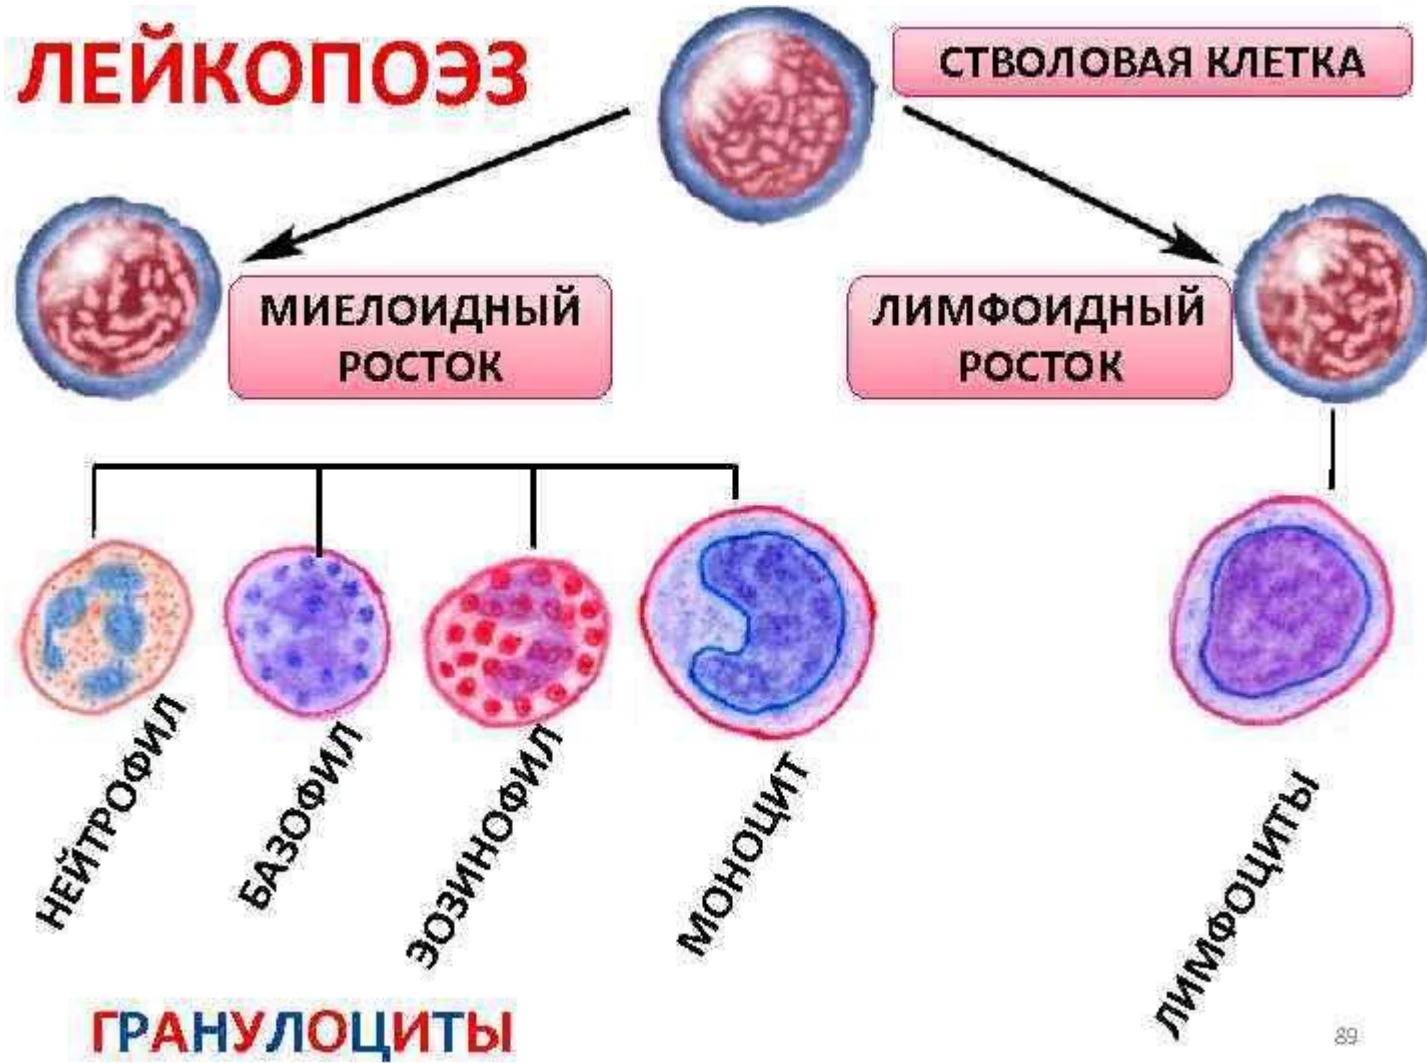 ЛЕЙКОПОЭЗ
СТВОЛОВАЯ КЛЕТКА
МИЕЛОИДНЫЙ
РОСТОК
ЛИМФОИДНЫЙ
РОСТОК
НЕЙТРОФИЛ
БАЗОФИЛ
ЭОЗИНОФИЛ
МОНОЦИТ
ЛИМФОЦИТЫ
ГРАНУЛОЦИТЫ
89